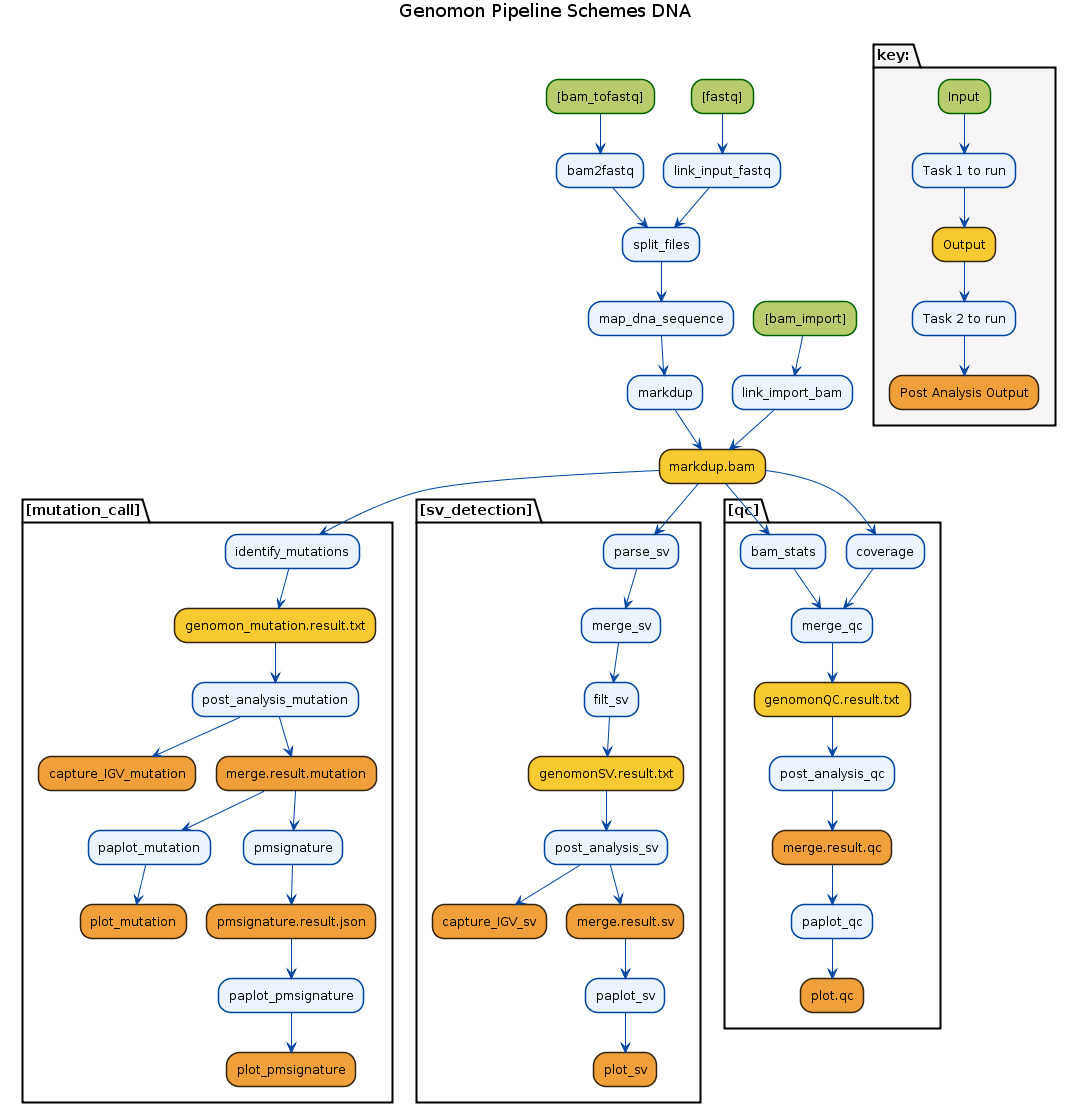 Genomon Pipeline Schemes DNA
key:
[bam_tofastq]
[fastq]
Input
bam2fastq
link_input_fastq
Task 1 to run
split_files
Output
map_dna_sequence
[bam_import]
Task 2 to run
markdup
link_import_bam
Post Analysis Output
markdup.bam
[mutation_call]
[sv_detection]
[qc]
identify_mutations
parse_sv
bam_stats
coverage
genomon_mutation.result.txt
merge_sv
merge_qc
post_analysis_mutation
filt_sv
genomonQC.result.txt
capture_IGV_mutation
merge.result.mutation
genomonSV.result.txt
post_analysis_qc
paplot_mutation
pmsignature
post_analysis_sv
merge.result.qc
plot_mutation
pmsignature.result.json
capture_IGV_sv
merge.result.sv
paplot_qc
paplot_pmsignature
paplot_sv
plot.qc
plot_pmsignature
plot_sv